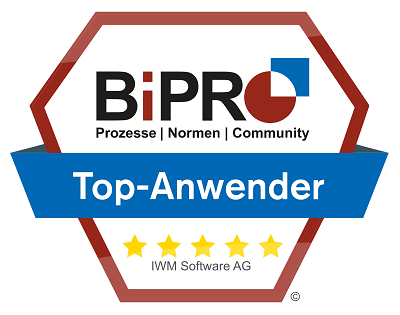 BiPRO
Prozesse | Normen | Community
Top-Anwender
IWM Software AG
©